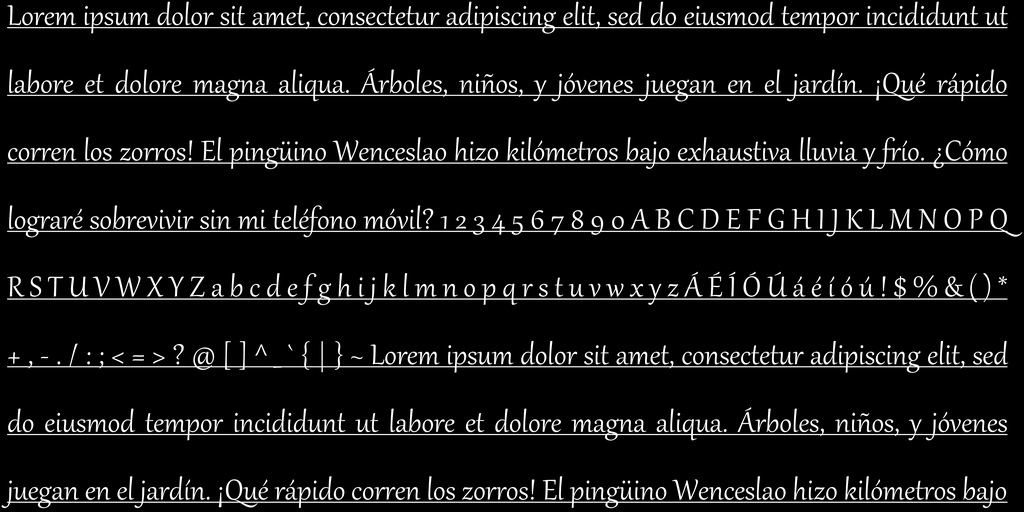 Lorem ipsum dolor sit amet, consectetur adipiscing elit, sed do eiusmod tempor incididunt ut
labore et dolore magna aliqua. Árboles, niños, y jóvenes juegan en el jardín. ¡Qué rápido
corren los zorros! El pingüino Wenceslao hizo kilómetros bajo exhaustiva lluvia y frío. ¿Cómo
lograré sobrevivir sin mi teléfono móvil? 1 2 3 4 5 6 7 8 9 0 A B C D E F G H I J K L M N O P Q
R S T U V W X Y Z a b c d e f g h i j k l m n o p q r s t u v w x y z Á É Í Ó Ú á é í ó ú ! $ % & ( ) *
+ , - . / : ; < = > ? @ [ ] ^ _ ` { | } ~ Lorem ipsum dolor sit amet, consectetur adipiscing elit, sed
do eiusmod tempor incididunt ut labore et dolore magna aliqua. Árboles, niños, y jóvenes
juegan en el jardín. ¡Qué rápido corren los zorros! El pingüino Wenceslao hizo kilómetros bajo